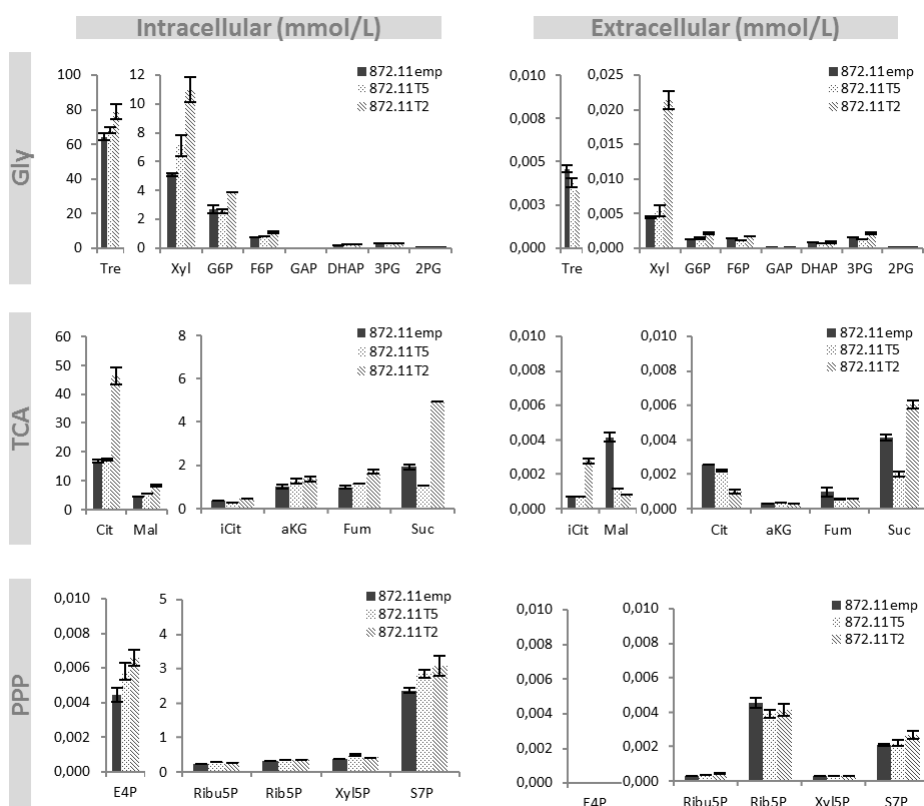 Intracellular (mmol/L)
Extracellular (mmol/L)
Gly
100
80
60
40
20
0
Tre
12
10
8
6
4
2
0
872.11emp
872.11T5
872.11T2
Xyl G6P F6P GAP DHAP 3PG 2PG
0,010
0,008
0,005
0,003
0,000
Tre
0,025
0,020
0,015
0,010
0,005
0,000
872.11emp
872.11T5
872.11T2
Xyl G6P F6P GAP DHAP 3PG 2PG
TCA
60
50
40
30
20
10
0
Cit Mal
8
6
4
2
0
872.11emp
872.11T5
872.11T2
iCit aKG Fum Suc
0,010
0,008
0,006
0,004
0,002
0,000
iCit Mal
0,010
0,008
0,006
0,004
0,002
0,000
872.11emp
872.11T5
872.11T2
Cit aKG Fum Suc
PPP
0,010
0,008
0,006
0,004
0,002
0,000
E4P
5
4
3
2
1
0
872.11emp
872.11T5
872.11T2
Ribu5P Rib5P Xyl5P S7P
0,010
0,008
0,006
0,004
0,002
0,000
E4P
0,010
0,008
0,006
0,004
0,002
0,000
872.11emp
872.11T5
872.11T2
Ribu5P Rib5P Xyl5P S7P